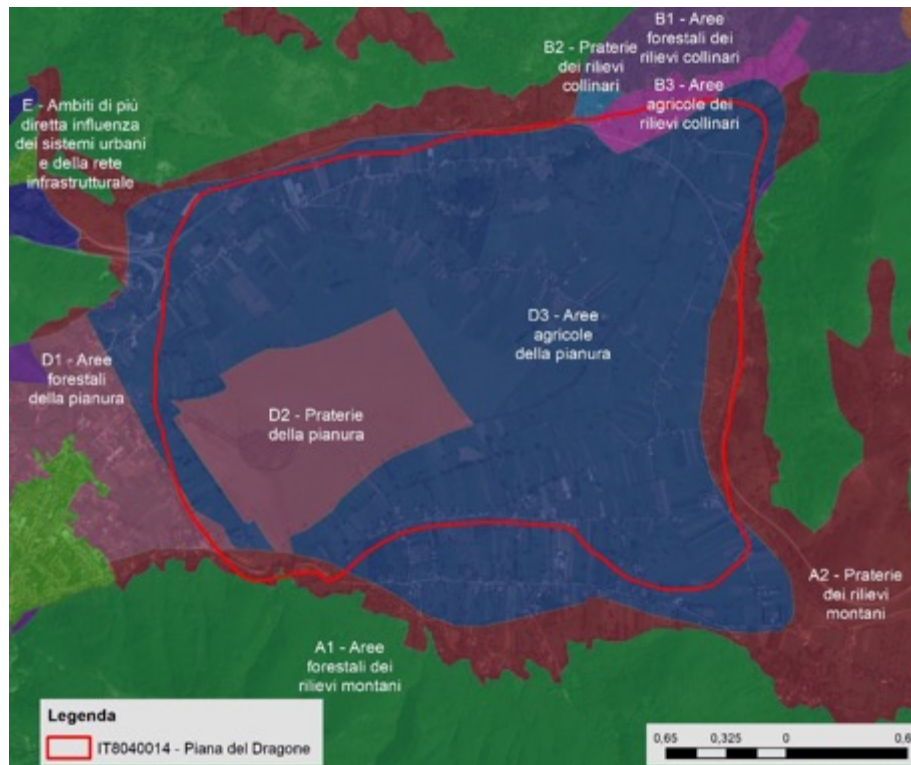 B1 - Aree
forestali dei
rilievi collinari
B2 - Praterie
dei rilievi
collinari
B3 - Aree
agricole dei
rilievi collinari
E - Ambiti di più
diretta influenza
dei sistemi urbani
e della rete
infrastrutturale
D3 - Aree
agricole
della pianura
D1 - Aree
forestali
della pianura
D2 - Praterie
della pianura
A2 - Praterie
dei rilievi
montani
A1 - Aree
forestali dei
rilievi montani
Legenda
IT8040014 - Piana del Dragone
0,65 0,325 0 0,6